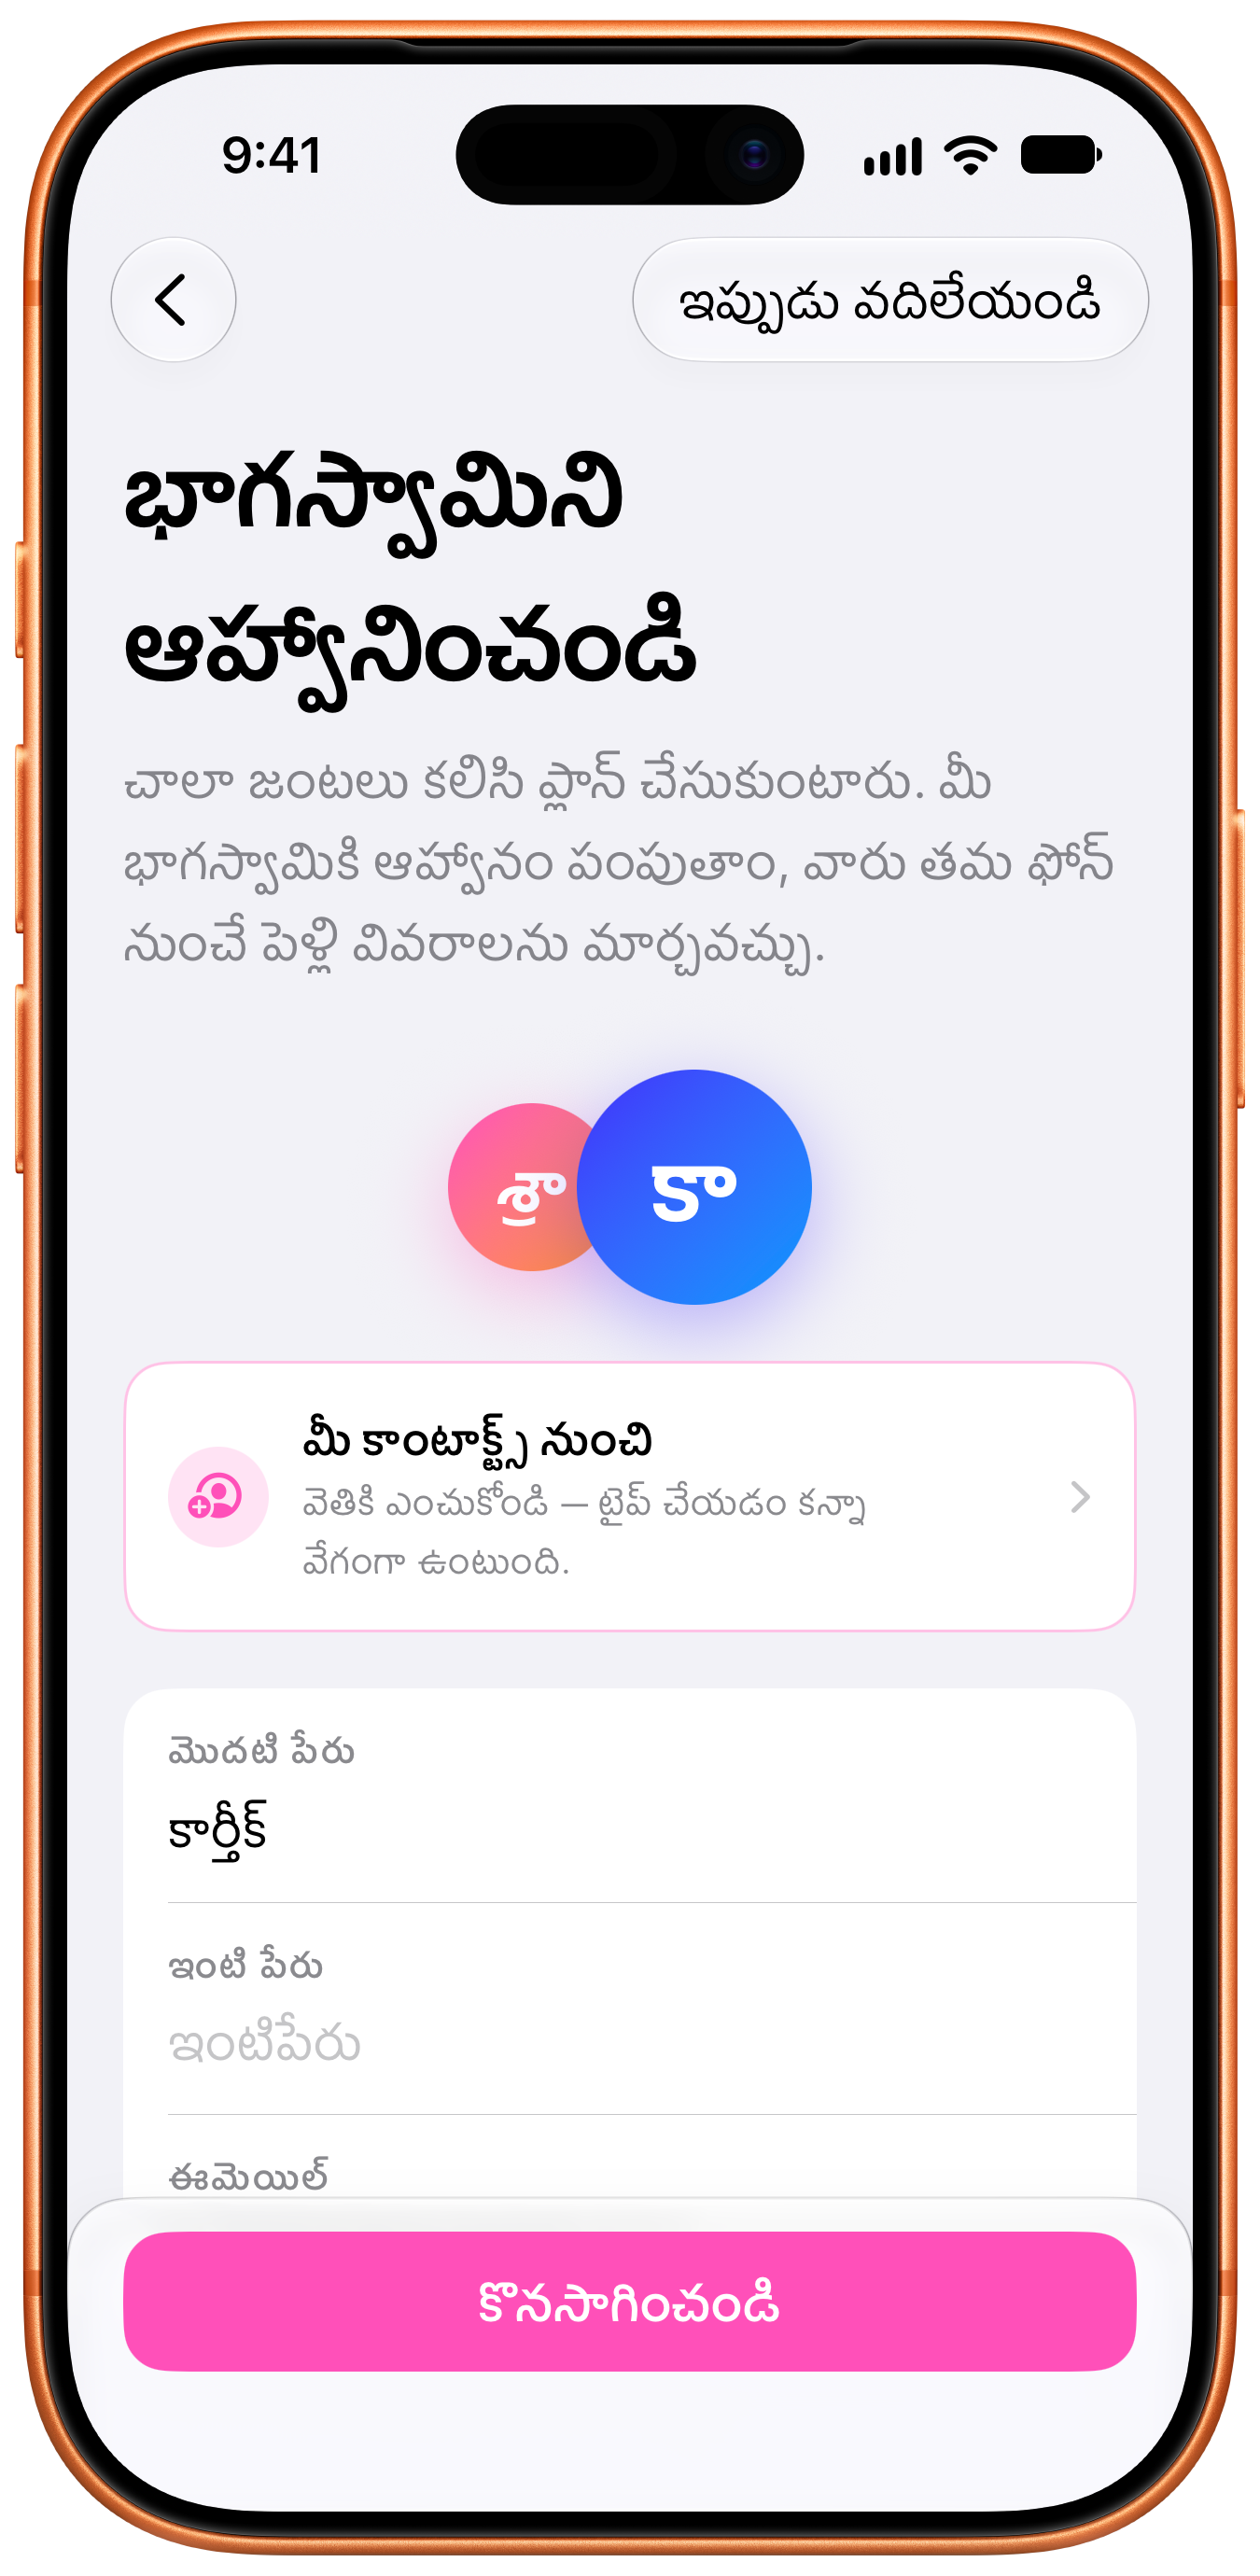 9:41
ఇప్పుడు వదిలేయండి
భాగస్వామిని
ఆహ్వానించండి
చాలా జంటలు కలిసి ప్లాన్ చేసుకుంటారు. మీ
భాగస్వామికి ఆహ్వానం పంపుతాం, వారు తమ ఫోన్
నుంచే పెళ్లి వివరాలను మార్చవచ్చు.
శ్రా
కా
మీ కాంటాక్ట్స్ నుంచి
వెతికి ఎంచుకోండి — టైప్ చేయడం కన్నా
వేగంగా ఉంటుంది.
మొదటి పేరు
కార్తీక్
ఇంటి పేరు
ఇంటిపేరు
ఈమెయిల్
కొనసాగించండి